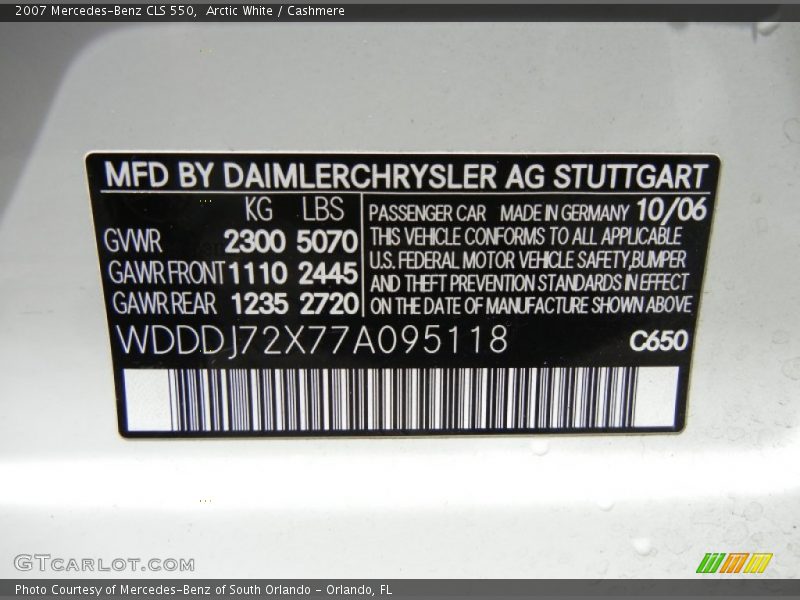 2007 Mercedes-Benz CLS 550,  Arctic White / Cashmere
MFD BY DAIMLERCHRYSLER AG STUTTGART
KG LBS
GVWR 2300 5070
GAWR FRONT 1110 2445
GAWR REAR 1235 2720
PASSENGER CAR MADE IN GERMANY 10/06
THIS VEHICLE CONFORMS TO ALL APPLICABLE
U.S. FEDERAL MOTOR VEHICLE SAFETY,BUMPER
AND THEFT PREVENTION STANDARDS IN EFFECT
ON THE DATE OF MANUFACTURE SHOWN ABOVE
WDDDJ72X77A095118 C650
GTCARLOT.COM
Photo Courtesy of Mercedes-Benz of South Orlando - Orlando, FL